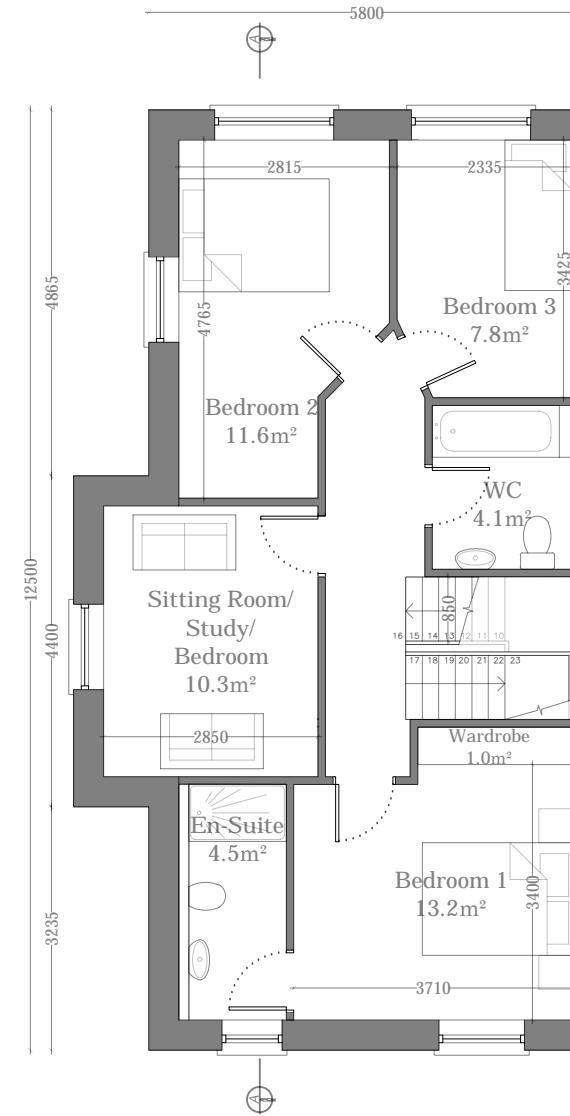 5800
A
2815
2335
3425
4865
4765
Bedroom 3
7.8m²
Bedroom 2
11.6m²
WC
4.1m²
12500
4400
850
Sitting Room/
Study/
Bedroom
10.3m²
16 15 14 13 12 11 10
17 18 19 20 21 22 23
2850
Wardrobe
1.0m²
En-Suite
4.5m²
Bedroom 1
13.2m²
3400
3235
3710
A